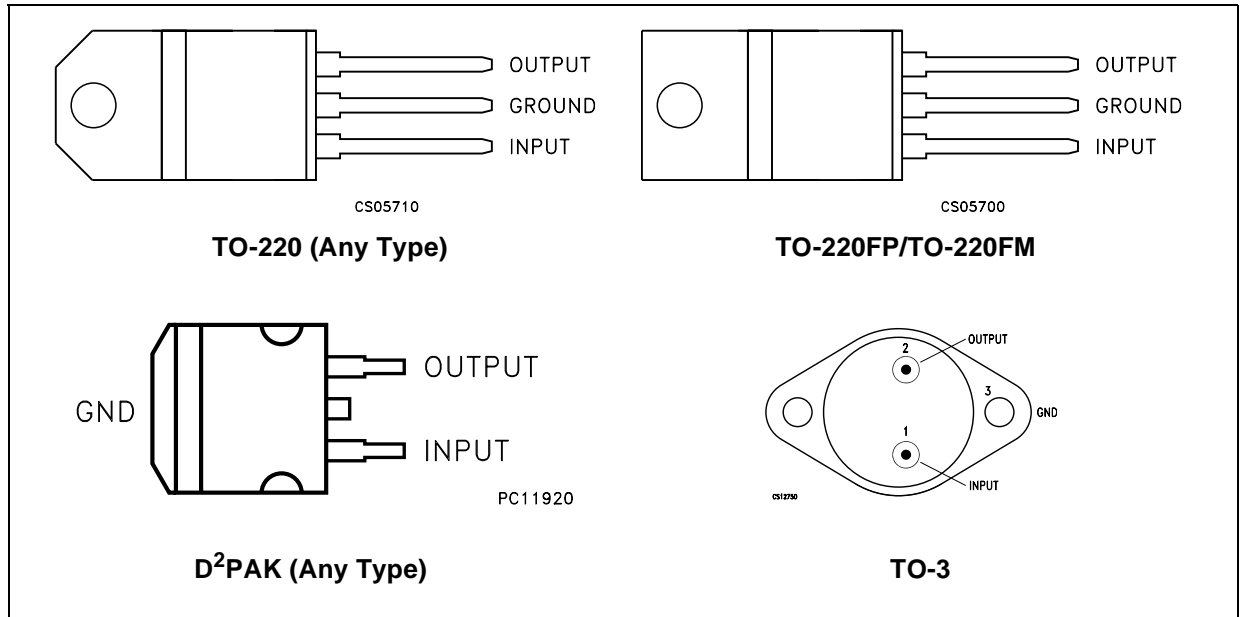 OUTPUT
GROUND
INPUT
CS05710
TO-220 (Any Type)
OUTPUT
GROUND
INPUT
CS05700
TO-220FP/TO-220FM
GND
OUTPUT
INPUT
PC11920
D²PAK (Any Type)
2
OUTPUT
3
GND
1
INPUT
CS12750
TO-3